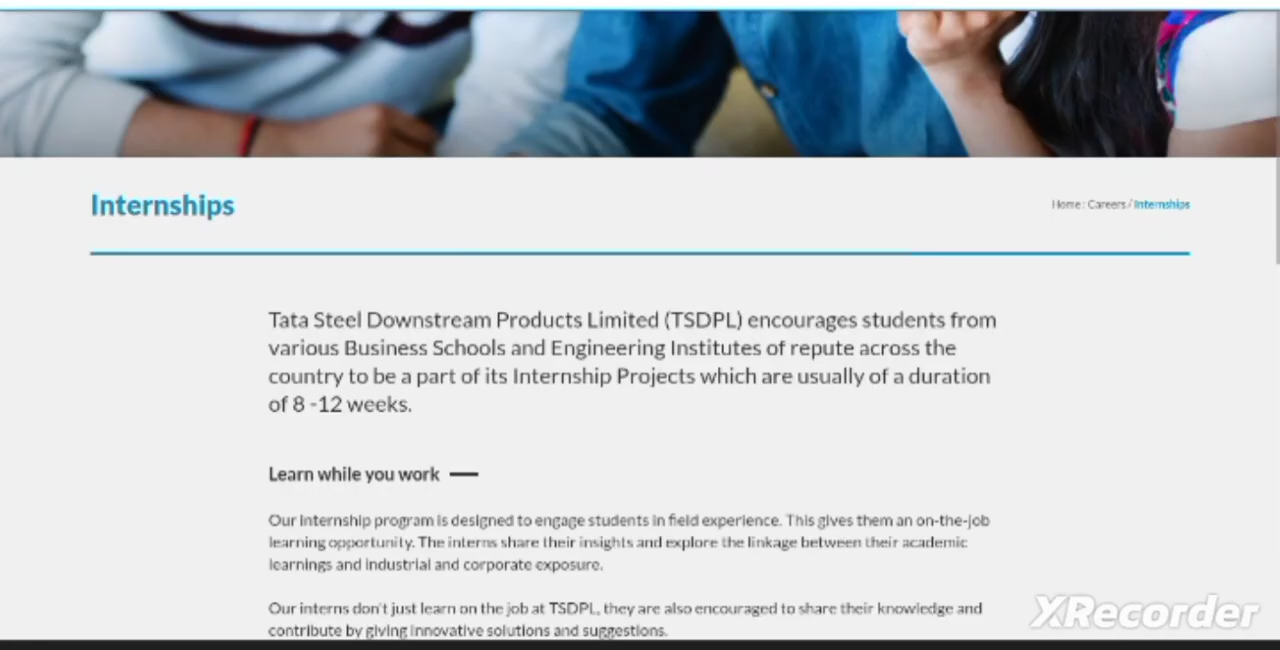 Internships
Home : Careers / Internships
Tata Steel Downstream Products Limited (TSDPL) encourages students from
various Business Schools and Engineering Institutes of repute across the
country to be a part of its Internship Projects which are usually of a duration
of 8 -12 weeks.
Learn while you work
Our Internship program is designed to engage students in field experience. This gives them an on-the-job
learning opportunity. The interns share their insights and explore the linkage between their academic
learnings and industrial and corporate exposure.
Our interns don't just learn on the job at TSDPL, they are also encouraged to share their knowledge and
contribute by giving innovative solutions and suggestions.
XRecorder